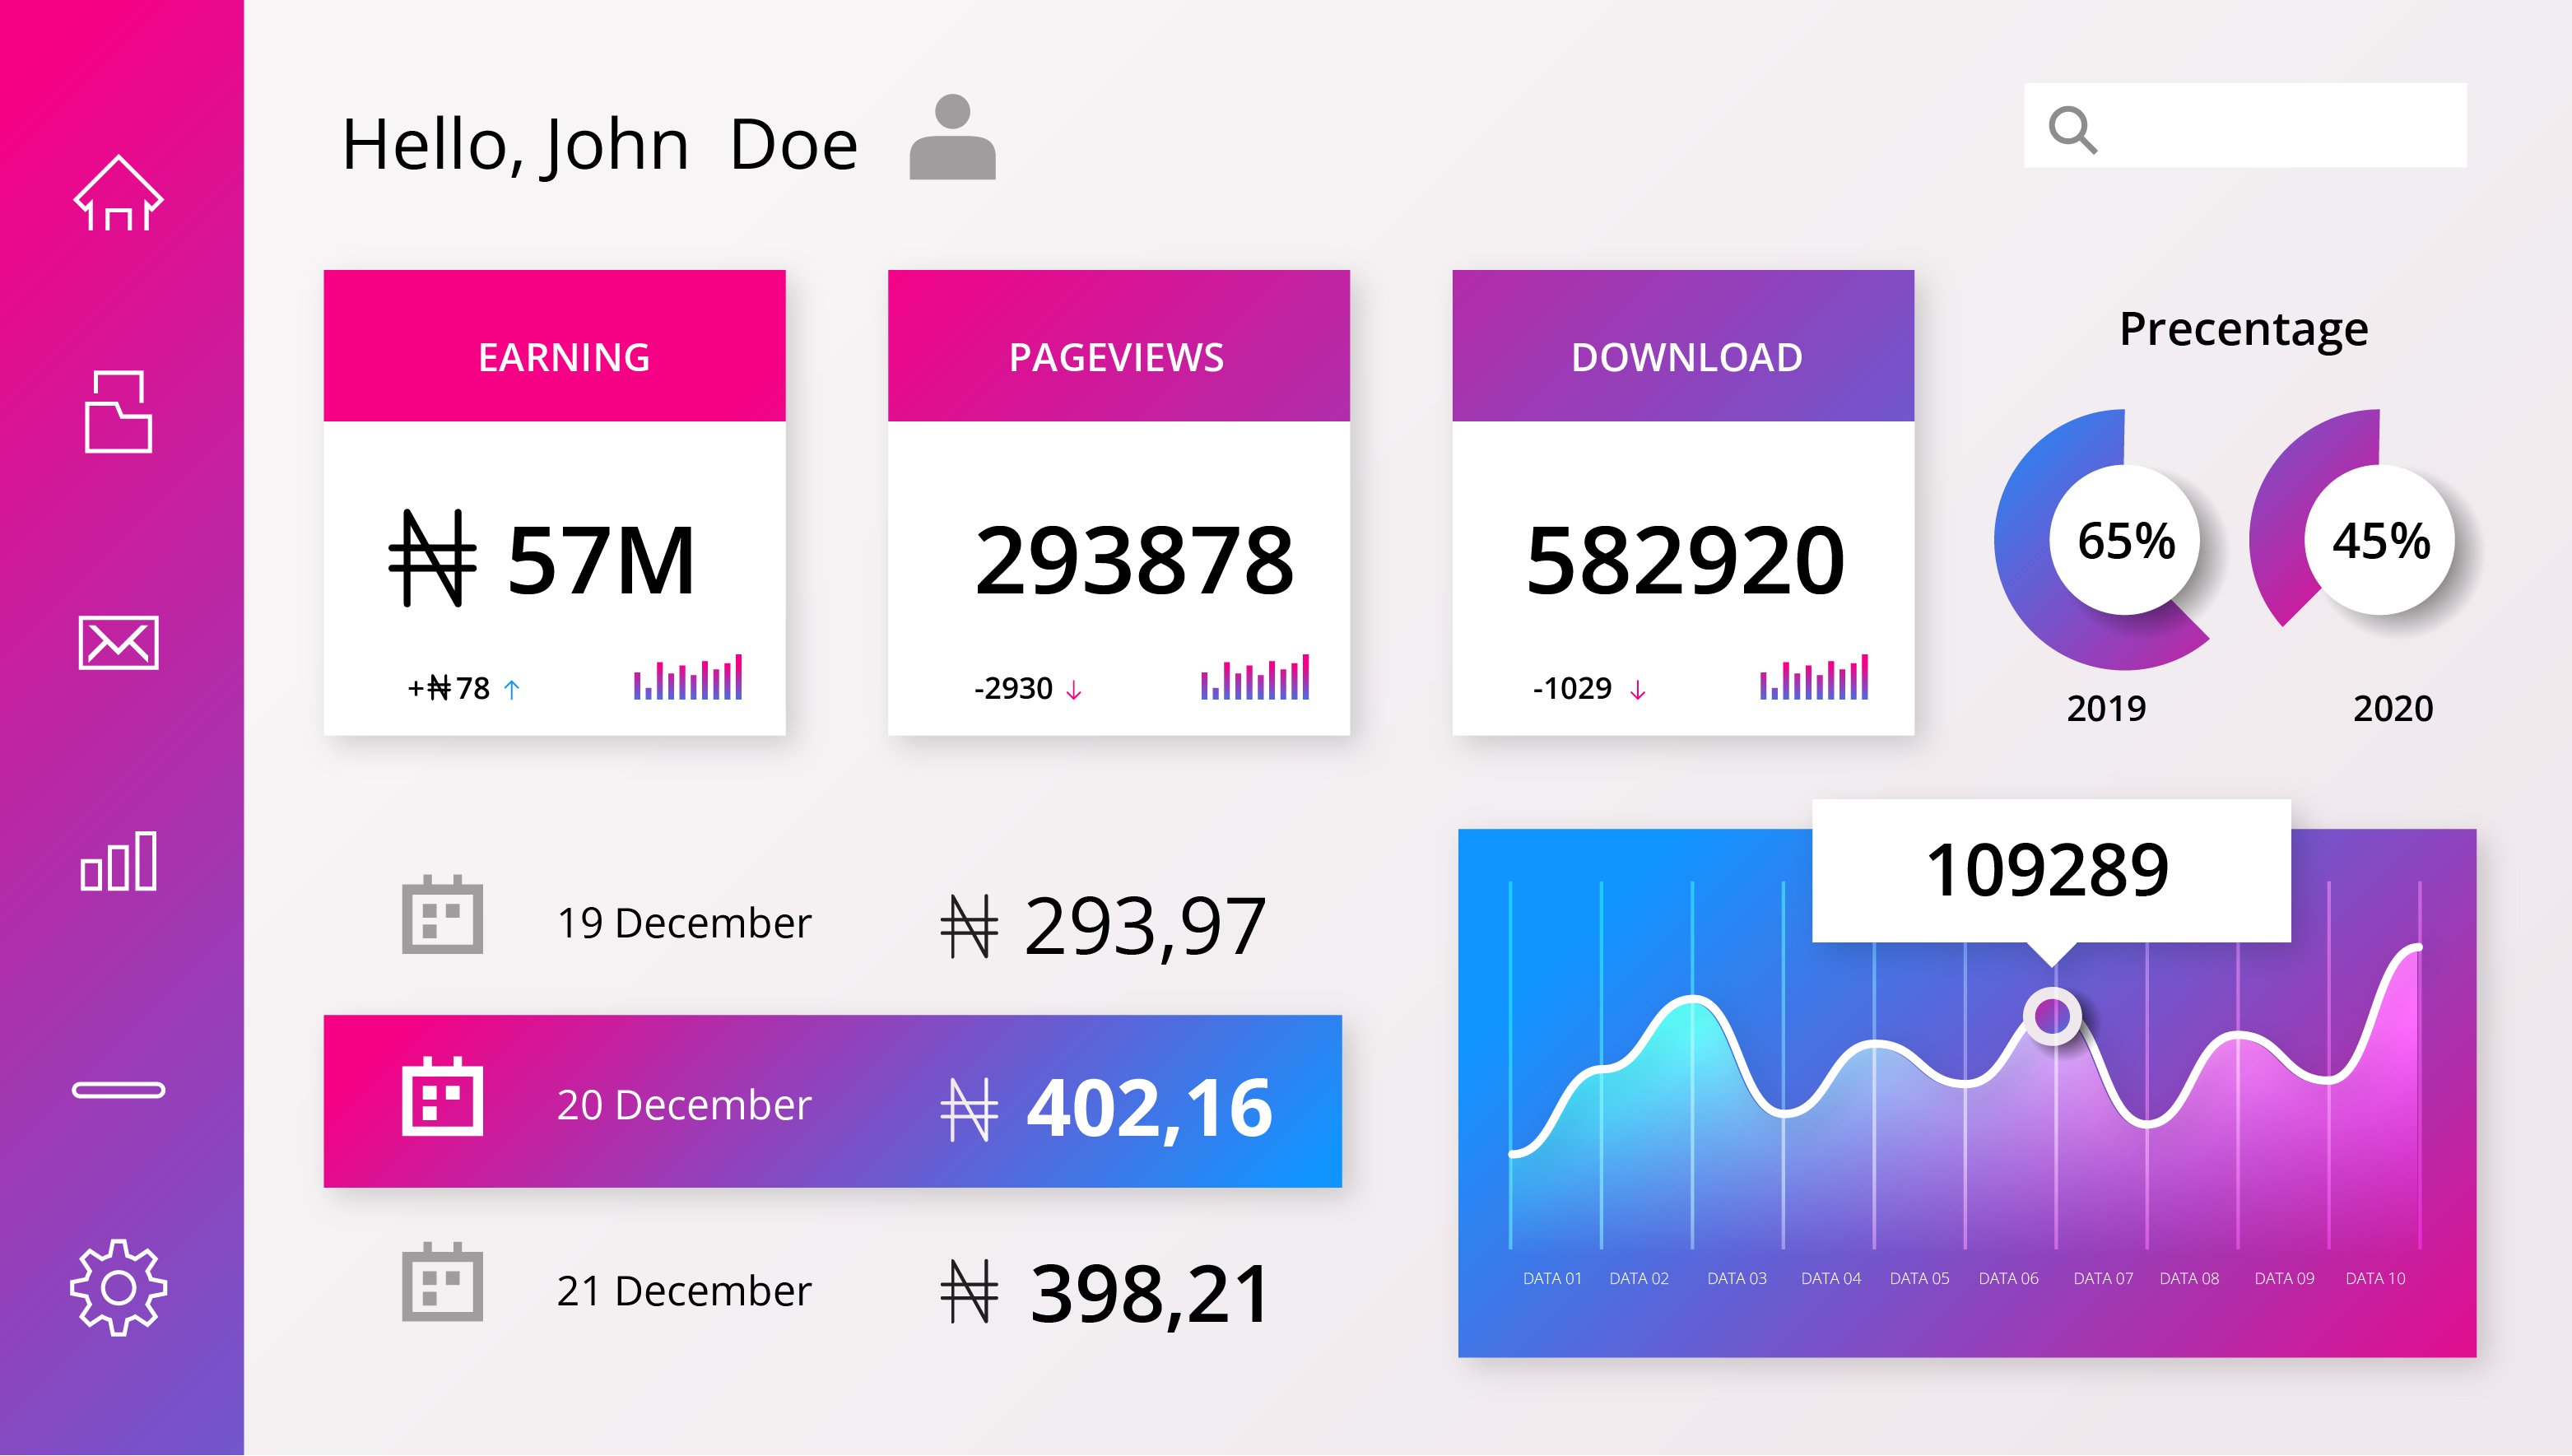 Hello, John  Doe
EARNING
₦ 57M
+₦78 ↑
PAGEVIEWS
293878
-2930 ↓
DOWNLOAD
582920
-1029 ↓
Precentage
65%
2019
45%
2020
19 December ₦ 293,97
20 December ₦ 402,16
21 December ₦ 398,21
109289
DATA 01 DATA 02 DATA 03 DATA 04 DATA 05 DATA 06 DATA 07 DATA 08 DATA 09 DATA 10